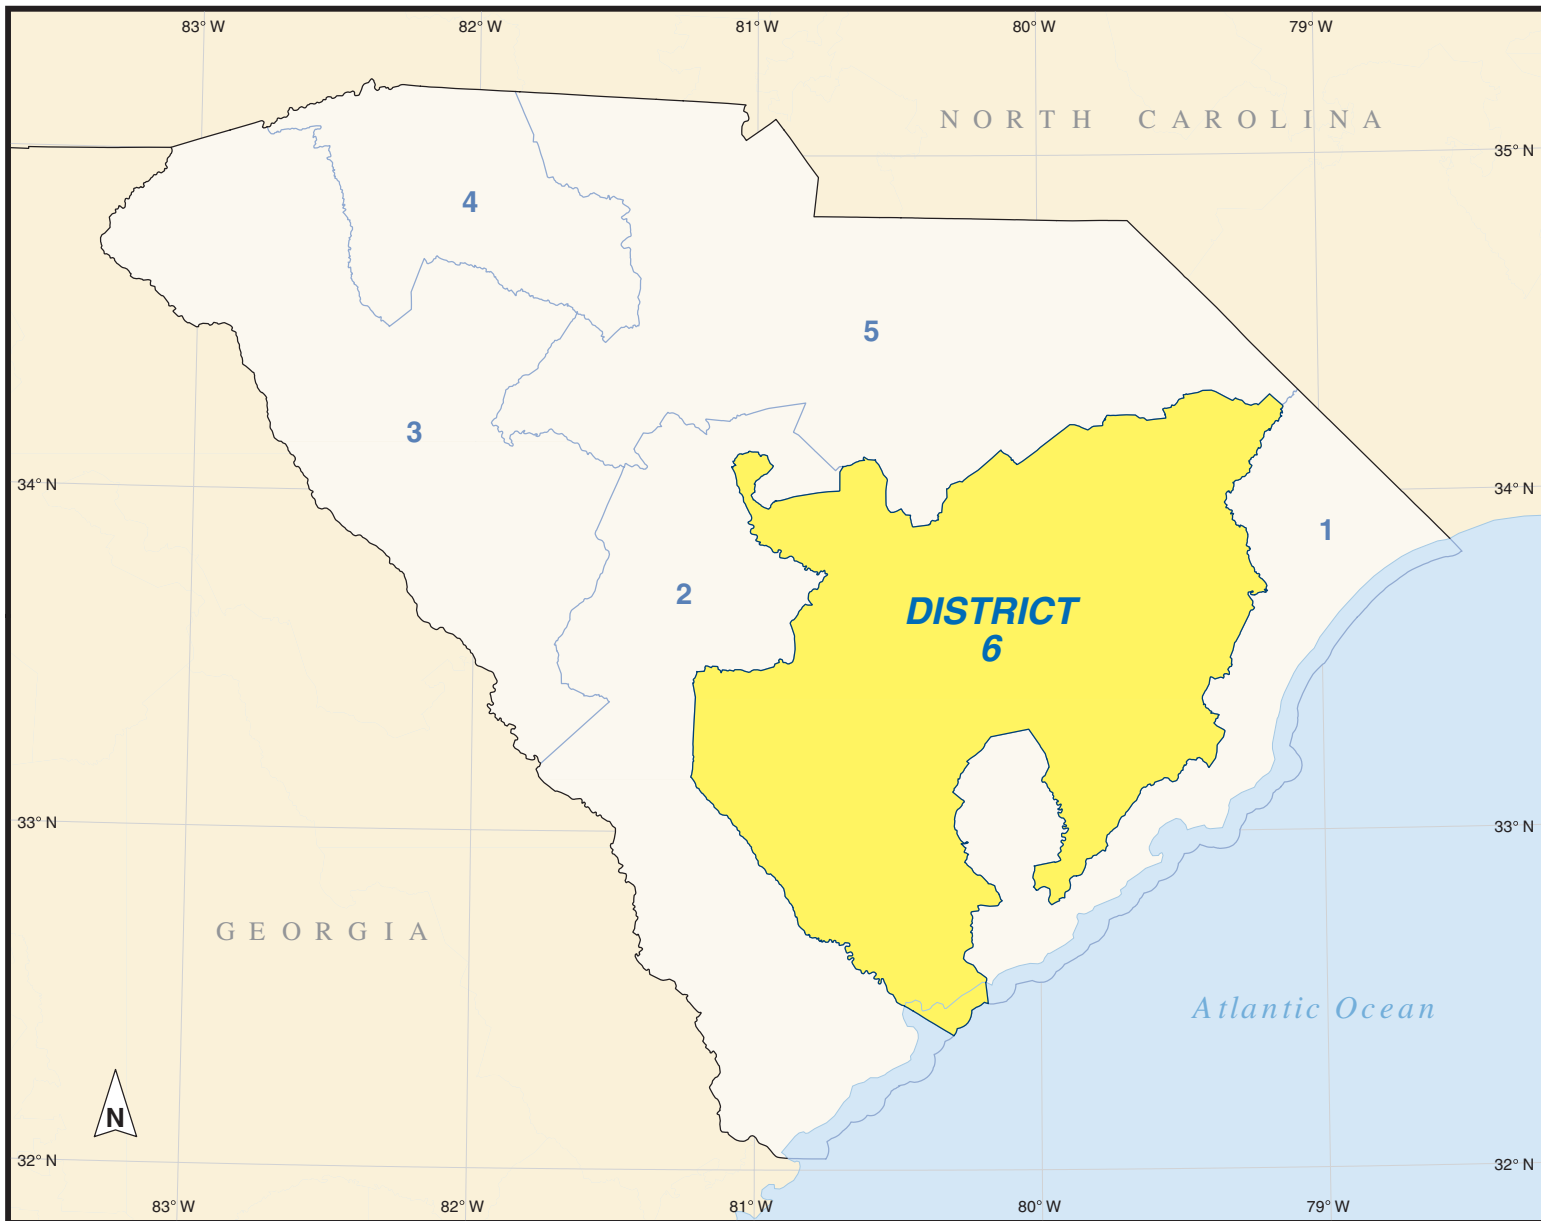 83° W 82° W 81° W 80° W 79° W
NORTH CAROLINA
35° N
4
5
3
34° N 34° N
1
2
DISTRICT
6
33° N 33° N
GEORGIA
Atlantic Ocean
N
32° N 32° N
83° W 82° W 81° W 80° W 79° W